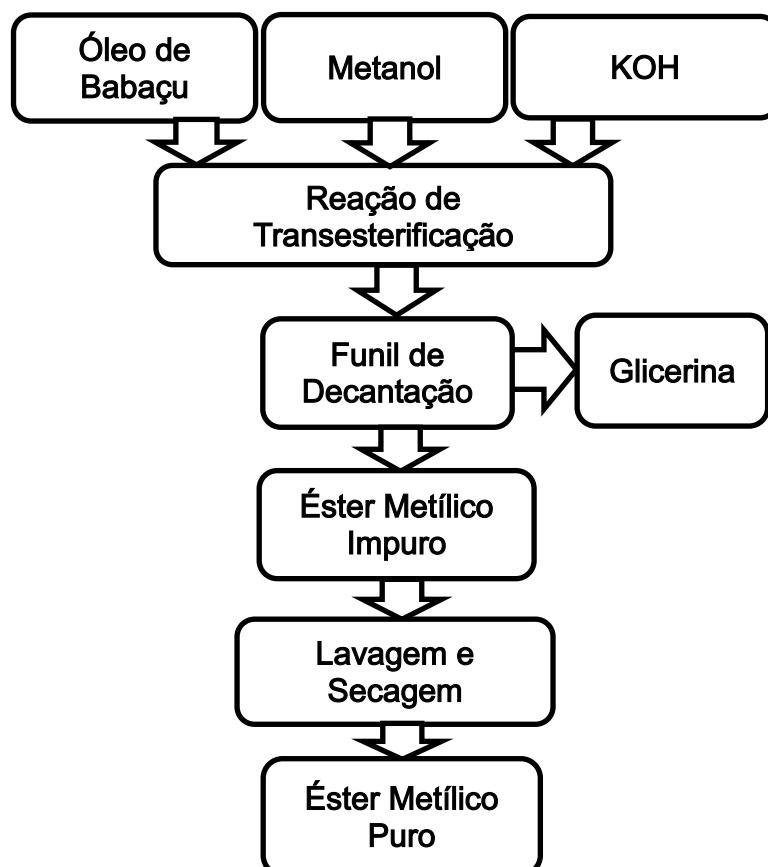 Óleo de
Babaçu
Metanol
KOH
Reação de
Transesterificação
Funil de
Decantação
Glicerina
Éster Metílico
Impuro
Lavagem e
Secagem
Éster Metílico
Puro